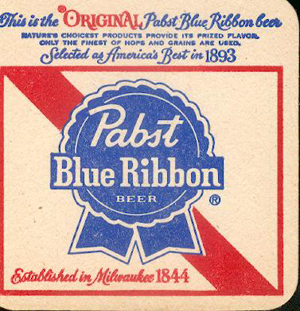 This is the ORIGINAL Pabst Blue Ribbon beer
NATURE'S CHOICEST PRODUCTS PROVIDE ITS PRIZED FLAVOR.
ONLY THE FINEST OF HOPS AND GRAINS ARE USED.
Selected as America's Best in 1893
Pabst
Blue Ribbon
BEER
®
Established in Milwaukee 1844